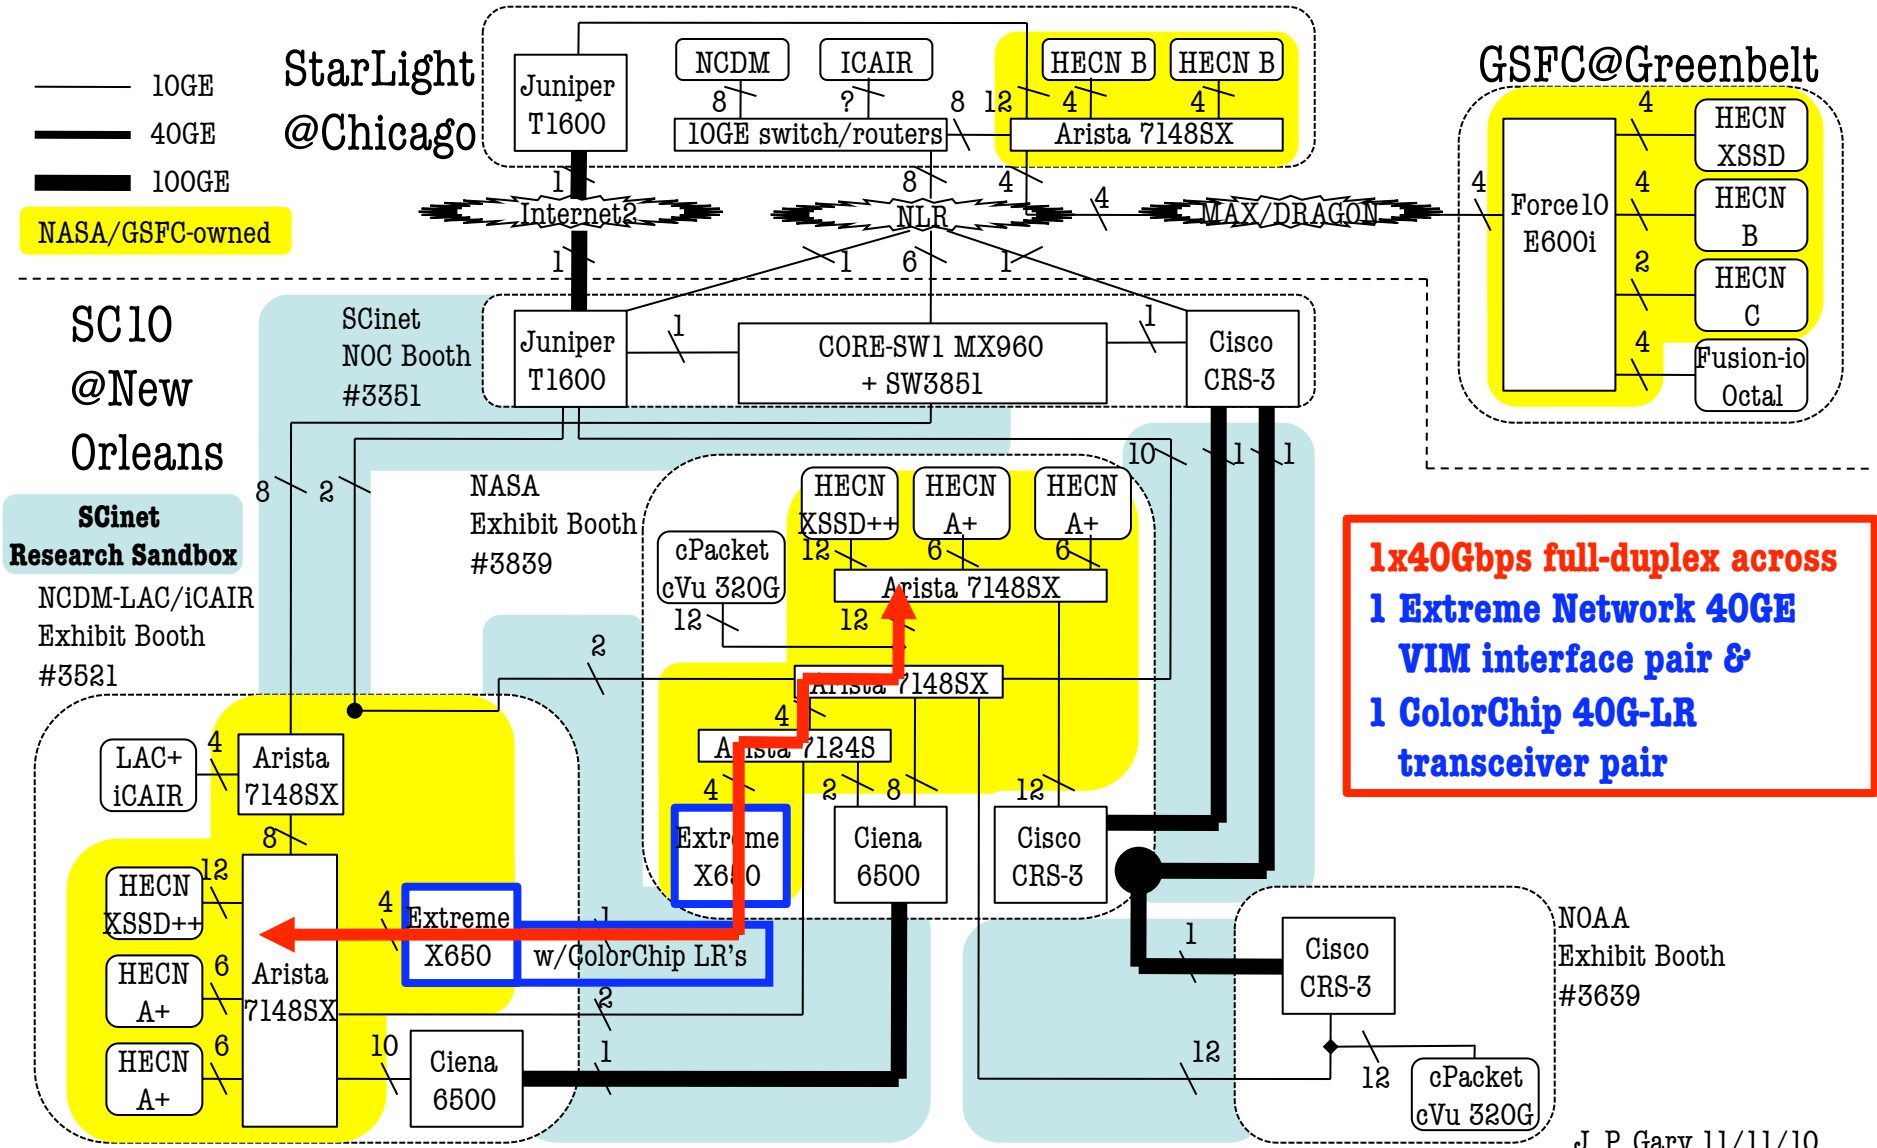 StarLight
@Chicago
10GE
40GE
100GE
NASA/GSFC-owned
Juniper
T1600
NCDM
8
ICAIR
?
10GE switch/routers
8
12
HECN B
4
HECN B
4
Arista 7148SX
1
Internet2
1
8
NLR
4
4
MAX/DRAGON
1
6
1
GSFC@Greenbelt
4
Force10
E600i
4
HECN
XSSD
4
HECN
B
2
HECN
C
4
Fusion-io
Octal
SC10
@New
Orleans
SCinet
NOC Booth
#3351
Juniper
T1600
1
CORE-SW1 MX960
+ SW3851
1
Cisco
CRS-3
8
2
10
1
1
SCinet
Research Sandbox
NASA
Exhibit Booth
#3839
HECN
XSSD++
12
HECN
A+
6
HECN
A+
6
cPacket
cVu 320G
12
Arista 7148SX
12
2
Arista 7148SX
4
Arista 7124S
4
2
8
12
Extreme
X650
Ciena
6500
Cisco
CRS-3
1x40Gbps full-duplex across
1 Extreme Network 40GE
VIM interface pair &
1 ColorChip 40G-LR
transceiver pair
NCDM-LAC/iCAIR
Exhibit Booth
#3521
LAC+
iCAIR
4
Arista
7148SX
8
HECN
XSSD++
12
HECN
A+
6
HECN
A+
6
Arista
7148SX
4
Extreme
X650
1
w/ColorChip LR's
2
10
Ciena
6500
1
NOAA
Exhibit Booth
#3639
1
Cisco
CRS-3
12
12
cPacket
cVu 320G
J. P. Gary 11/11/10